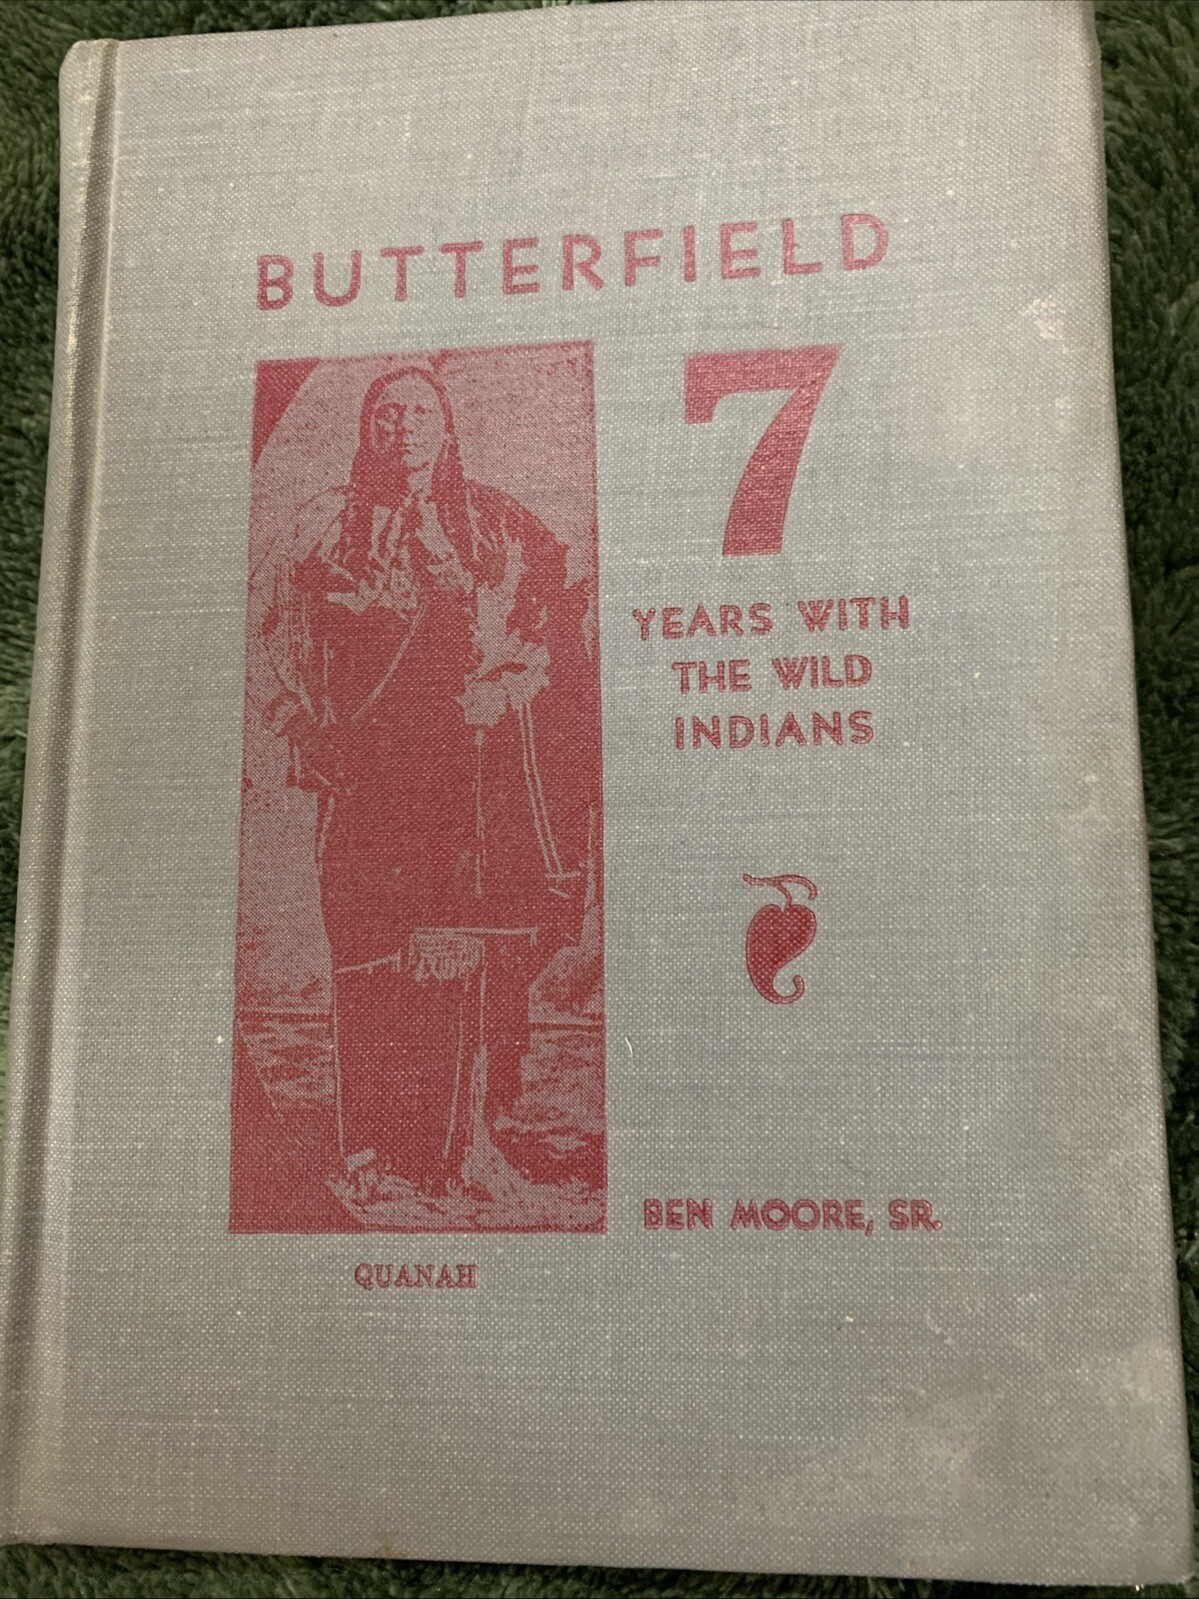 BUTTERFIELD
7
YEARS WITH
THE WILD
INDIANS
BEN MOORE, SR.
QUANAH